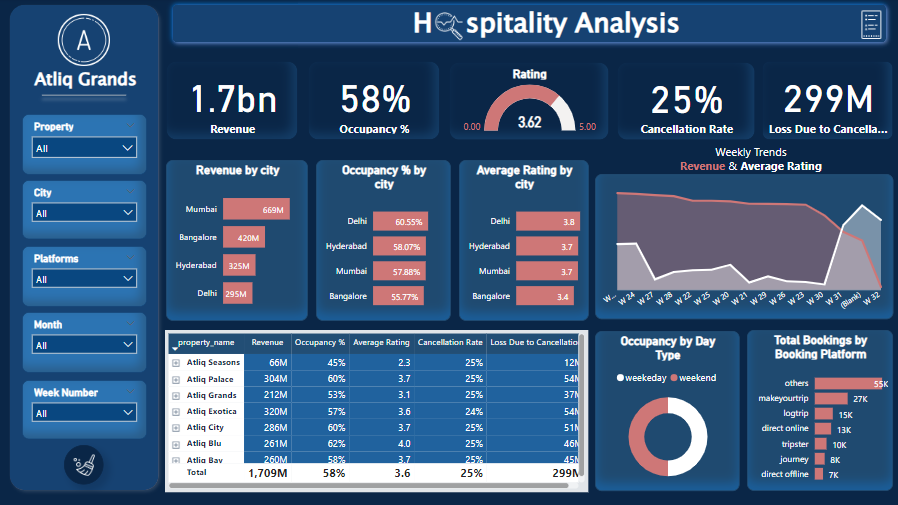 A
Atliq Grands
Property
All
City
All
Platforms
All
Month
All
Week Number
All
H spitality Analysis
1.7bn
Revenue
58%
Occupancy %
Rating
0.00
3.62
5.00
25%
Cancellation Rate
299M
Loss Due to Cancella...
Revenue by city
Mumbai 669M
Bangalore 420M
Hyderabad 325M
Delhi 295M
Occupancy % by
city
Delhi 60.55%
Hyderabad 58.07%
Mumbai 57.88%
Bangalore 55.77%
Average Rating by
city
Delhi 3.8
Hyderabad 3.7
Mumbai 3.7
Bangalore 3.4
Weekly Trends
Revenue & Average Rating
W... W 24 W 27 W 28 W 22 W 25 W 20 W 21 W 29 W 26 W 23 W 30 W 31 (Blank) W 32
property_name Revenue Occupancy % Average Rating Cancellation Rate Loss Due to Cancellatio
Atliq Seasons 66M 45% 2.3 23% 12M
Atliq Palace 304M 60% 3.7 25% 54M
Atliq Grands 212M 53% 3.1 25% 37M
Atliq Exotica 320M 57% 3.6 24% 54M
Atliq City 286M 60% 3.7 25% 51M
Atliq Blu 261M 62% 4.0 25% 46M
Atliq Bay 260M 58% 3.7 25% 45M
Total 1,709M 58% 3.6 25% 299M
Occupancy by Day
Type
weekeday weekend
Total Bookings by
Booking Platform
others 55K
makeyourtrip 27K
logtrip 15K
direct online 13K
tripster 10K
journey 8K
direct offline 7K